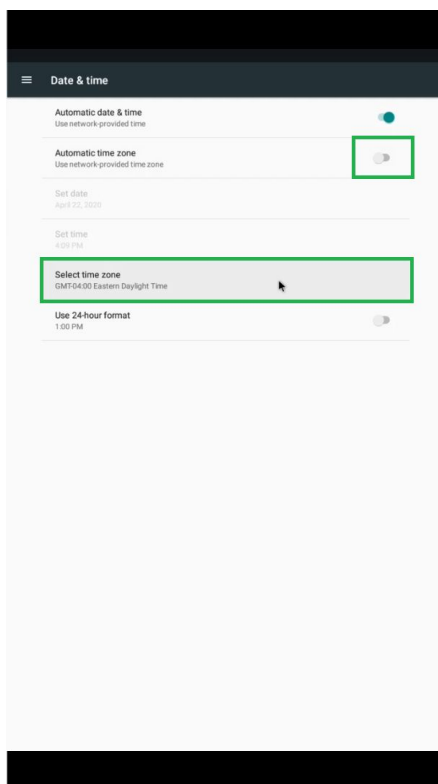 Date & time
Automatic date & time
Use network-provided time
Automatic time zone
Use network-provided time zone
Set date
April 22, 2020
Set time
4:09 PM
Select time zone
GMT-04:00 Eastern Daylight Time
Use 24-hour format
1:00 PM